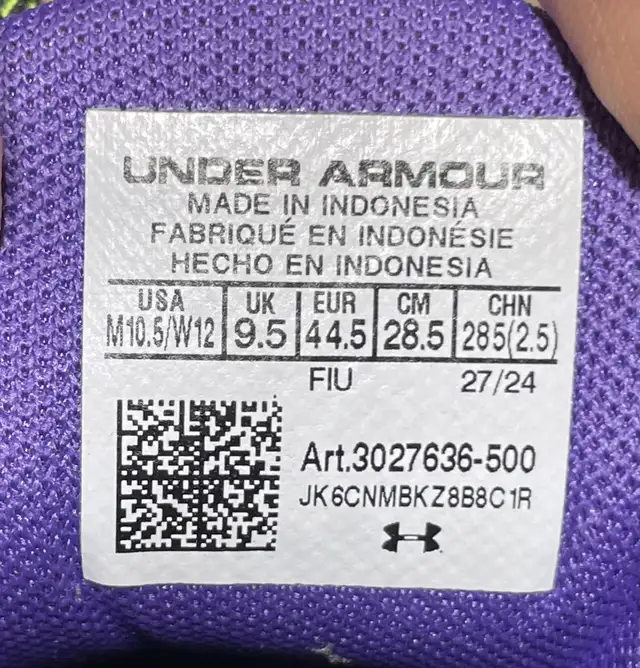 UNDER ARMOUR
MADE IN INDONESIA
FABRIQUÉ EN INDONÉSIE
HECHO EN INDONESIA
USA UK EUR CM CHN
M10.5/W12 9.5 44.5 28.5 285(2.5)
FIU 27/24
Art.3027636-500
JK6CNMBKZ8B8C1R